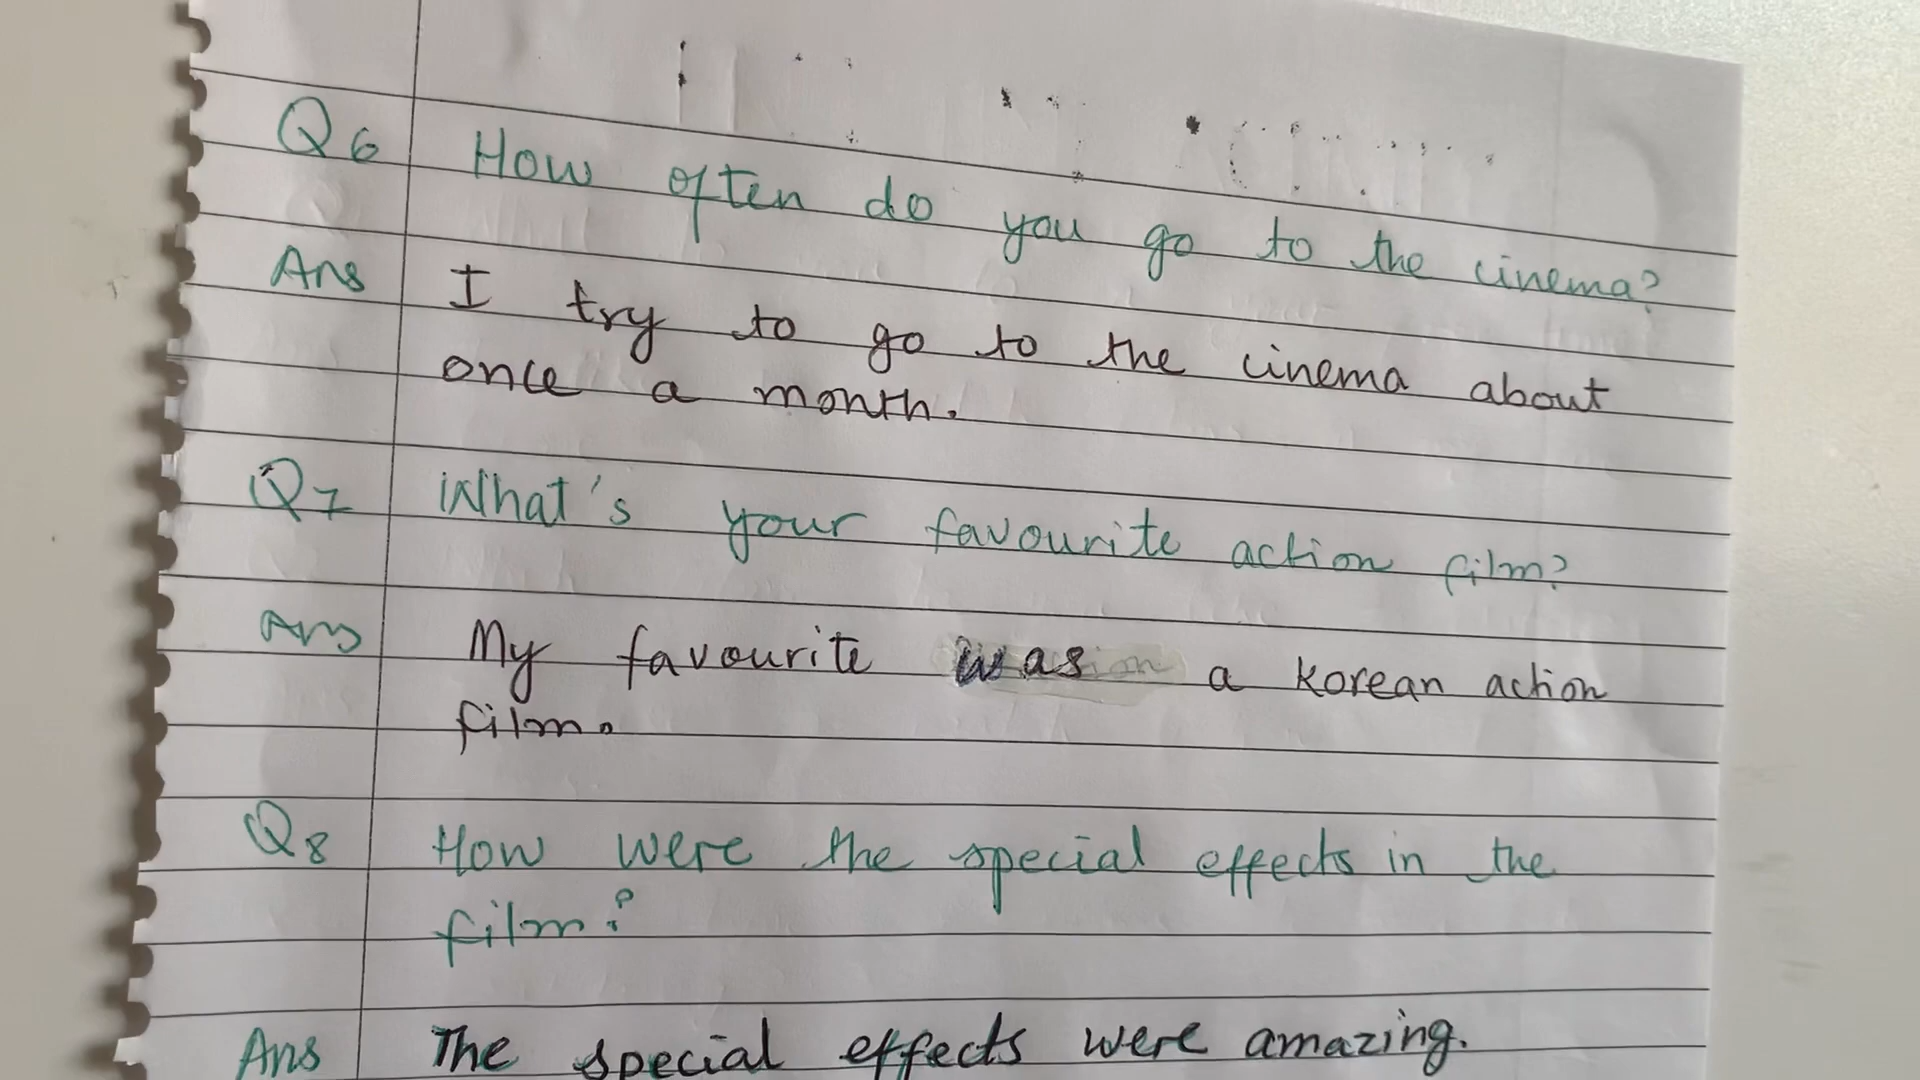 Q6 How often do you go to the cinema?
Ans I try to go to the cinema about
once a month.
Q7 What's your favourite action film?
Ans My favourite was a Korean action
film.
Q8 How were the special effects in the
film?
Ans The special effects were amazing.